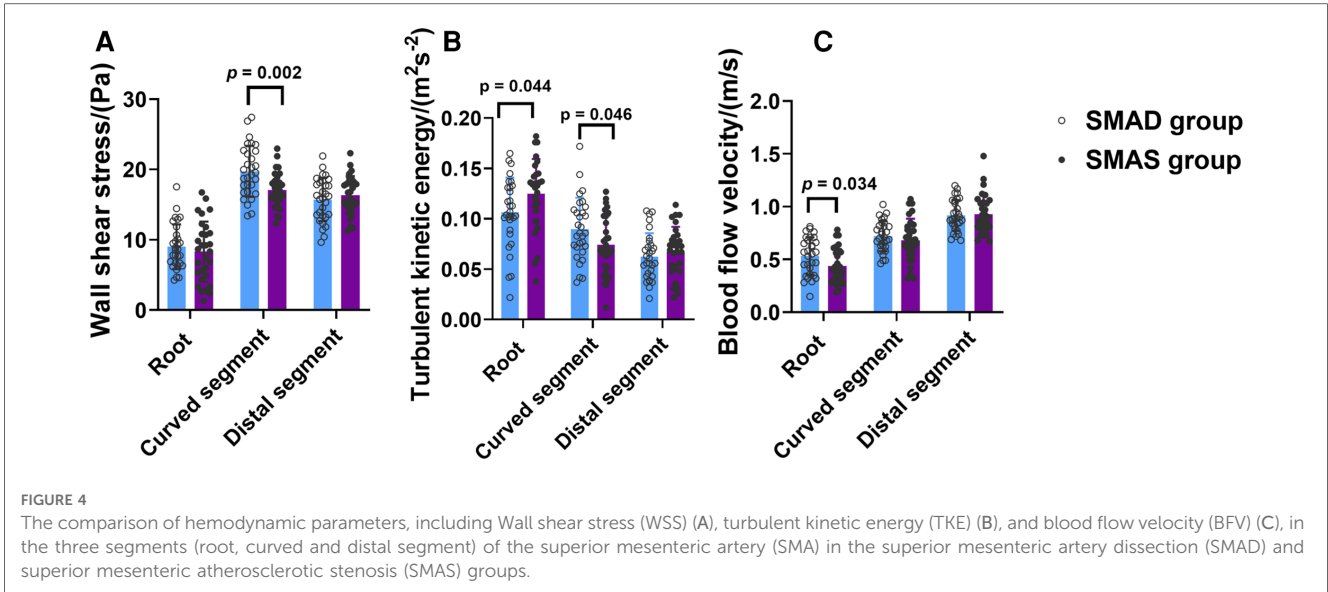 A
Wall shear stress/(Pa)
30
20
10
0
p = 0.002
Root
Curved segment
Distal segment
B
Turbulent kinetic energy/(m²s⁻²)
0.20
0.15
0.10
0.05
0.00
p = 0.044
p = 0.046
Root
Curved segment
Distal segment
C
Blood flow velocity/(m/s)
2.0
1.5
1.0
0.5
0.0
p = 0.034
Root
Curved segment
Distal segment
SMAD group
SMAS group
FIGURE 4
The comparison of hemodynamic parameters, including Wall shear stress (WSS) (A), turbulent kinetic energy (TKE) (B), and blood flow velocity (BFV) (C), in
the three segments (root, curved and distal segment) of the superior mesenteric artery (SMA) in the superior mesenteric artery dissection (SMAD) and
superior mesenteric atherosclerotic stenosis (SMAS) groups.